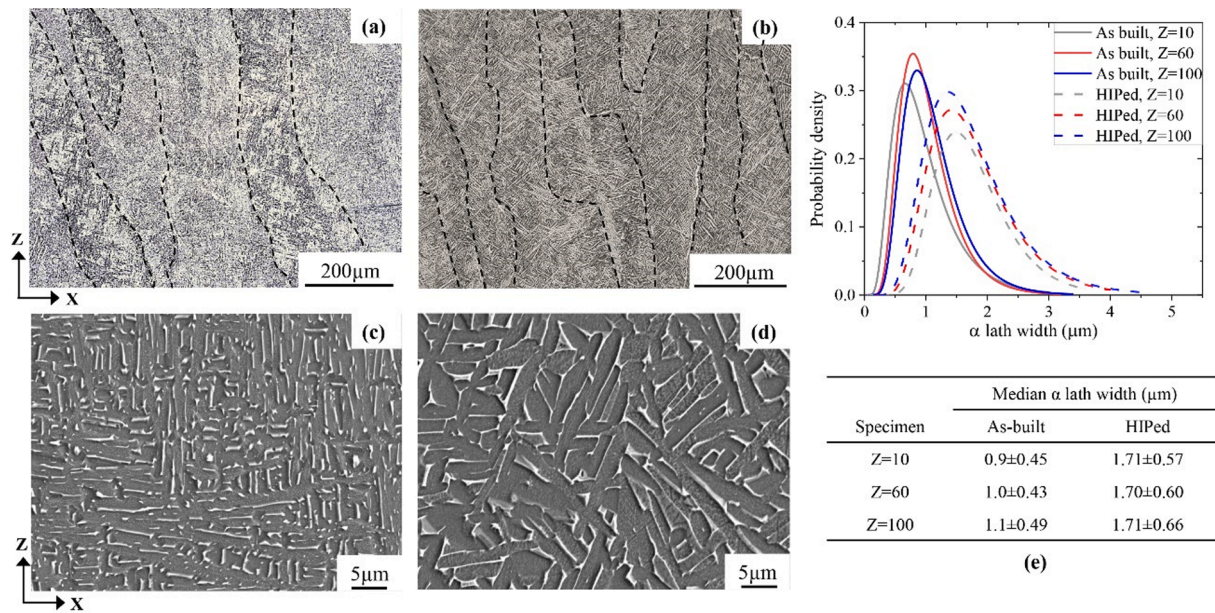 (a)
Z
X
200μm
(b)
200μm
(c)
Z
X
5μm
(d)
5μm
0.4
0.3
0.2
0.1
0.0
Probability density
0 1 2 3 4 5
α lath width (μm)
As built, Z=10
As built, Z=60
As built, Z=100
HIPed, Z=10
HIPed, Z=60
HIPed, Z=100
Median α lath width (μm)
Specimen As-built HIPed
Z=10 0.9±0.45 1.71±0.57
Z=60 1.0±0.43 1.70±0.60
Z=100 1.1±0.49 1.71±0.66
(e)